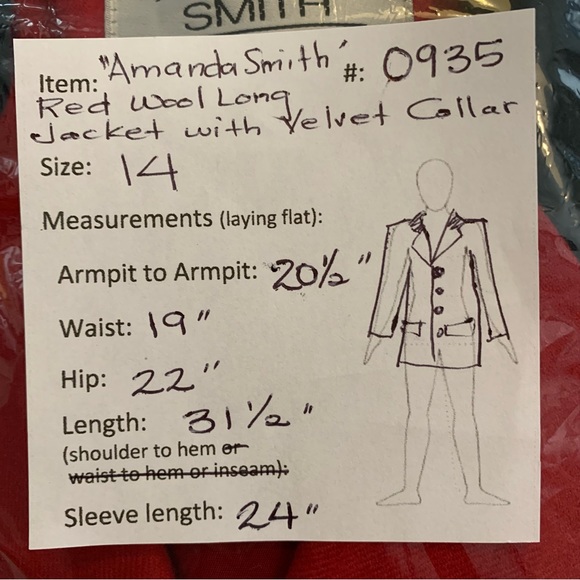 SMITH
Item: "Amanda Smith" #: 0935
Red Wool Long
Jacket with Velvet Collar
Size: 14
Measurements (laying flat):
Armpit to Armpit: 20½"
Waist: 19"
Hip: 22"
Length: 31½"
(shoulder to hem or
waist to hem or inseam):
Sleeve length: 24"